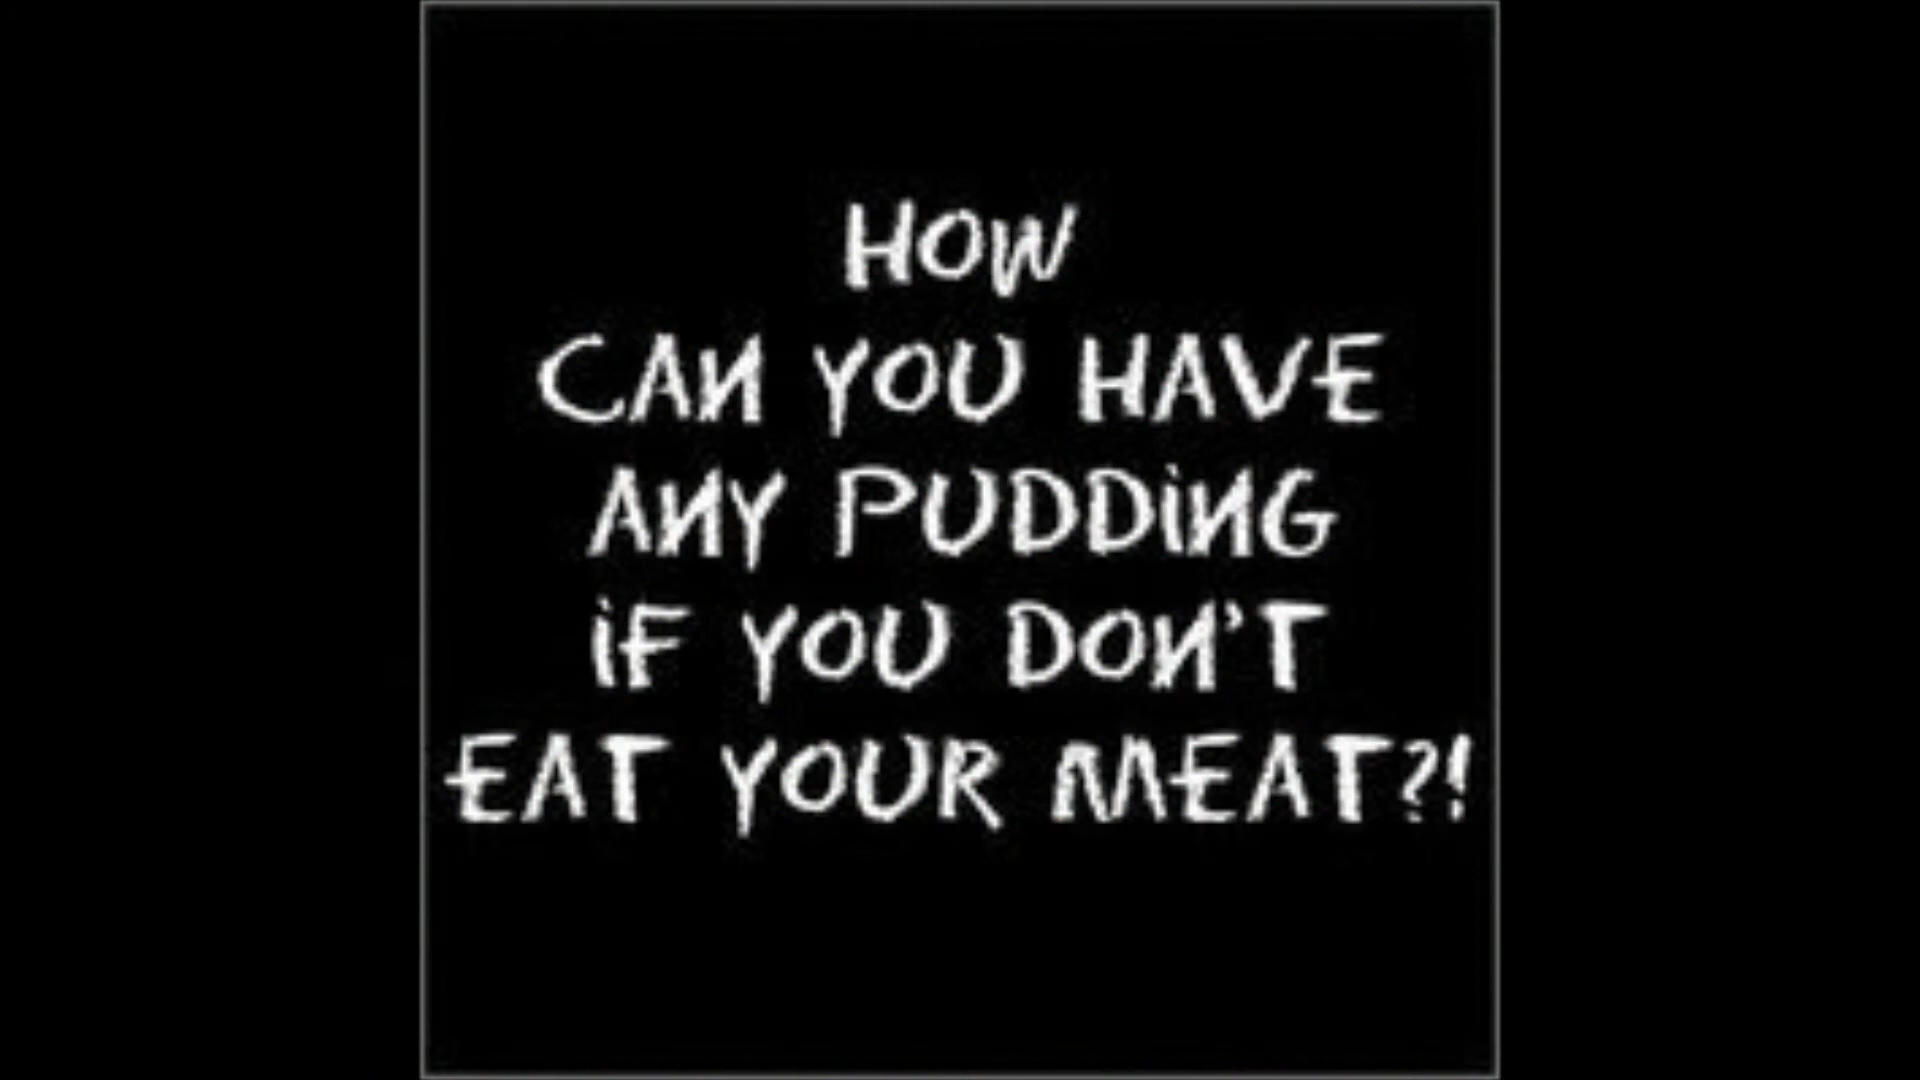 HOW
CAN YOU HAVE
ANY PUDDiNG
iF YOU DON'T
EAT YOUR MEAT?!